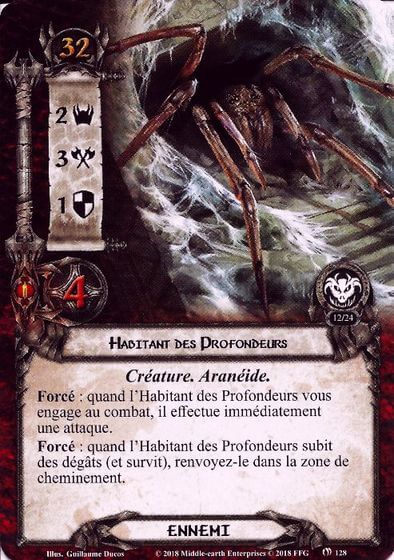 32
2
3
1
4
12/24
Habitant des Profondeurs
Créature. Aranéide.
Forcé : quand l'Habitant des Profondeurs vous
engage au combat, il effectue immédiatement
une attaque.
Forcé : quand l'Habitant des Profondeurs subit
des dégâts (et survit), renvoyez-le dans la zone de
cheminement.
ENNEMI
Illus. Guillaume Ducos © 2018 Middle-earth Enterprises © 2018 FFG 128